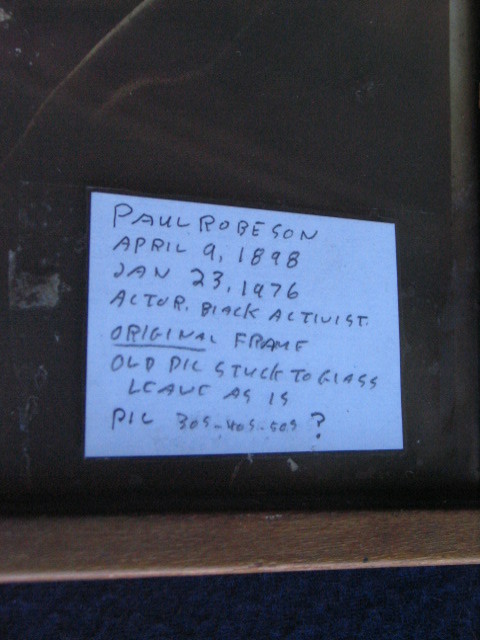 PAUL ROBESON
APRIL 9, 1898
JAN 23, 1976
ACTOR. BLACK ACTIVIST.
ORIGINAL FRAME
OLD PIC STUCK TO GLASS
LEAVE AS IS
PIC 30s-40s-50s ?